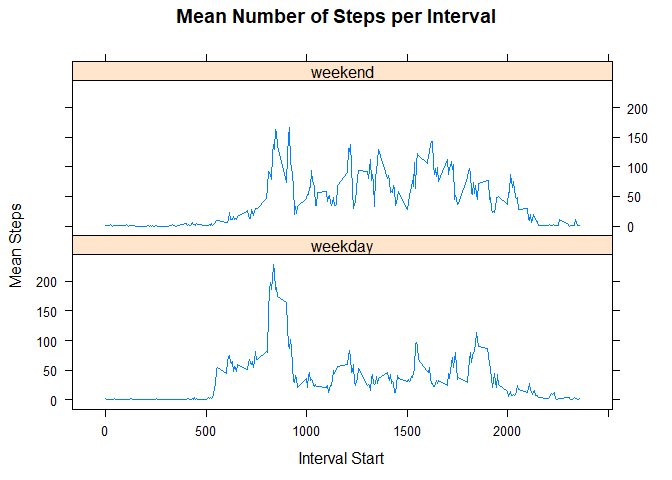 Mean Number of Steps per Interval
weekend
200
150
100
50
0
Mean Steps
weekday
200
150
100
50
0
0 500 1000 1500 2000
Interval Start